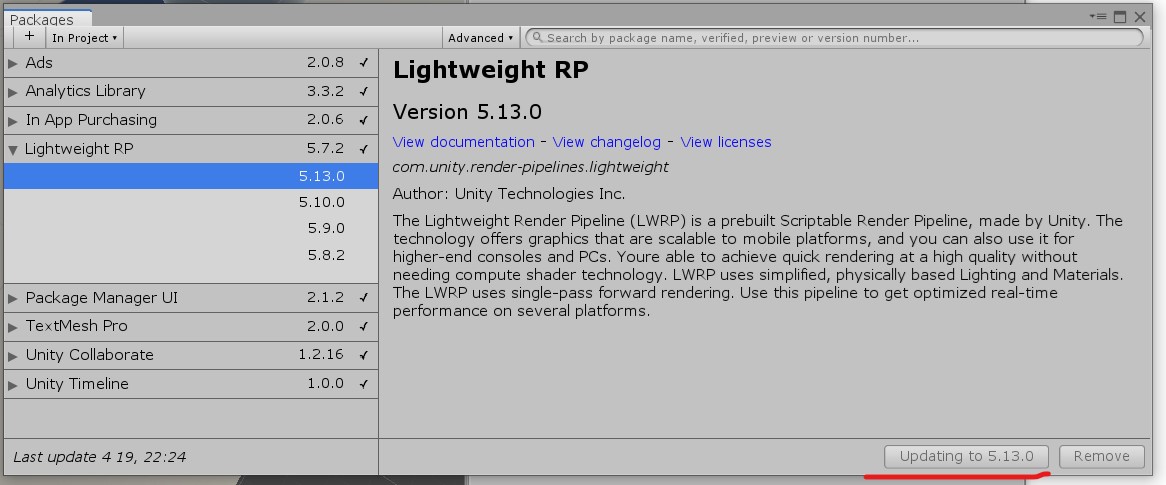 Packages
+ In Project ▾ Advanced ▾ Search by package name, verified, preview or version number...
Ads 2.0.8 ✓
Analytics Library 3.3.2 ✓
In App Purchasing 2.0.6 ✓
Lightweight RP 5.7.2 ✓
5.13.0
5.10.0
5.9.0
5.8.2
Package Manager UI 2.1.2 ✓
TextMesh Pro 2.0.0 ✓
Unity Collaborate 1.2.16 ✓
Unity Timeline 1.0.0 ✓
Last update 4 19, 22:24
Lightweight RP
Version 5.13.0
View documentation - View changelog - View licenses
com.unity.render-pipelines.lightweight
Author: Unity Technologies Inc.
The Lightweight Render Pipeline (LWRP) is a prebuilt Scriptable Render Pipeline, made by Unity. The
technology offers graphics that are scalable to mobile platforms, and you can also use it for
higher-end consoles and PCs. Youre able to achieve quick rendering at a high quality without
needing compute shader technology. LWRP uses simplified, physically based Lighting and Materials.
The LWRP uses single-pass forward rendering. Use this pipeline to get optimized real-time
performance on several platforms.
Updating to 5.13.0 Remove